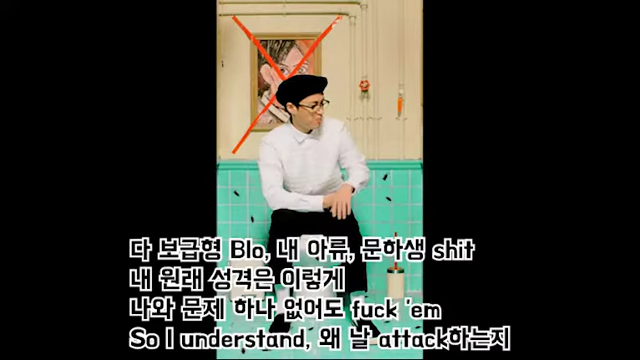 다 보급형 Blo, 내 아류, 문하생 shit
내 원래 성격은 이렇게
나와 문제 하나 없어도 fuck 'em
So I understand, 왜 날 attack하는지